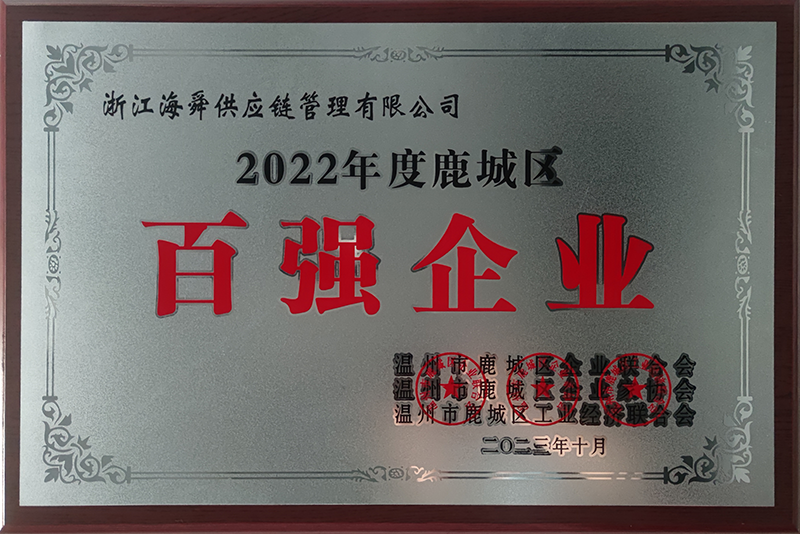 浙江海舜供应链管理有限公司
2022年度鹿城区
百强企业
温州市鹿城区企业联合会
温州市鹿城区企业家协会
温州市鹿城区工业经济联合会
二〇二三年十月